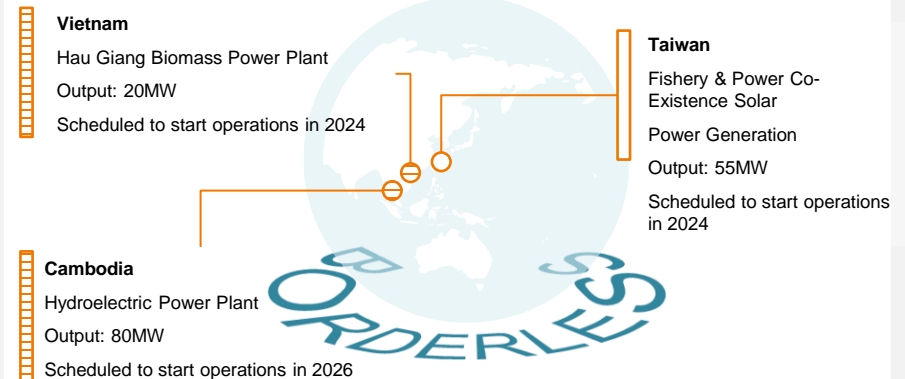 Vietnam
Hau Giang Biomass Power Plant
Output: 20MW
Scheduled to start operations in 2024
Taiwan
Fishery & Power Co-
Existence Solar
Power Generation
Output: 55MW
Scheduled to start operations
in 2024
Cambodia
Hydroelectric Power Plant
Output: 80MW
Scheduled to start operations in 2026
BORDERLESS